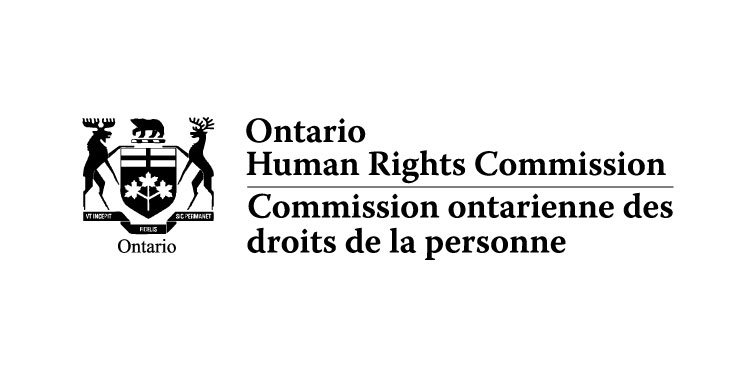 Ontario
Human Rights Commission
Commission ontarienne des
droits de la personne
VT INCEPIT
SIC PERMANET
FIDELIS
Ontario